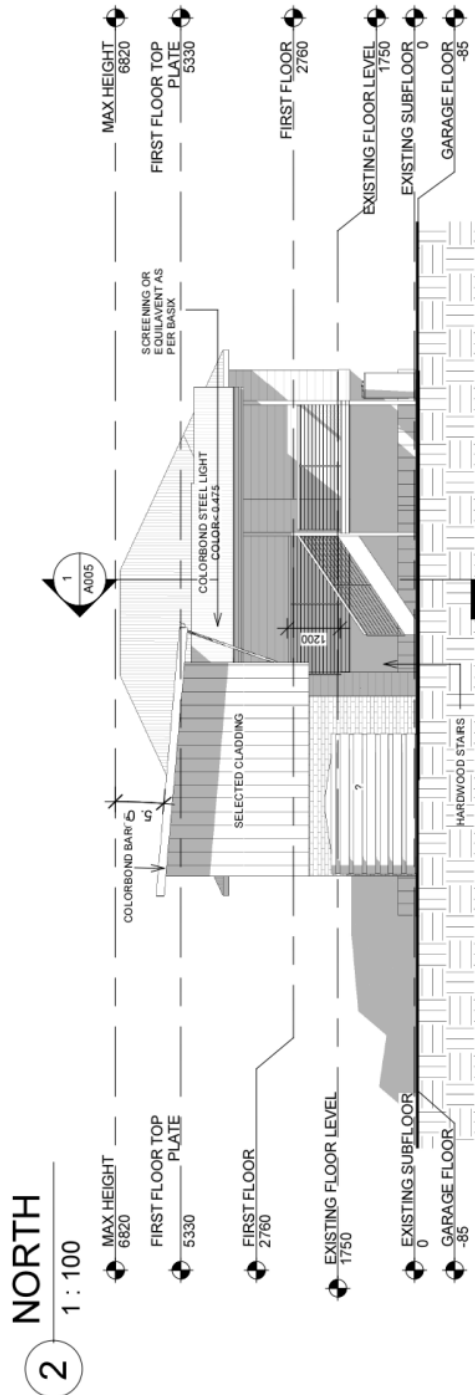 2
NORTH
1 : 100
MAX HEIGHT
6820
FIRST FLOOR TOP
PLATE
5330
FIRST FLOOR
2760
EXISTING FLOOR LEVEL
1750
EXISTING SUBFLOOR
0
GARAGE FLOOR
-85
COLORBOND
SELECTED CLADDING
?
HARDWOOD STAIRS
1200
1
A005
COLORBOND STEEL LIGHT
COLOR<0.475
SCREENING OR
EQUILAVENT AS
PER BASIX
MAX HEIGHT
6820
FIRST FLOOR TOP
PLATE
5330
FIRST FLOOR
2760
EXISTING FLOOR LEVEL
1750
EXISTING SUBFLOOR
0
GARAGE FLOOR
-85